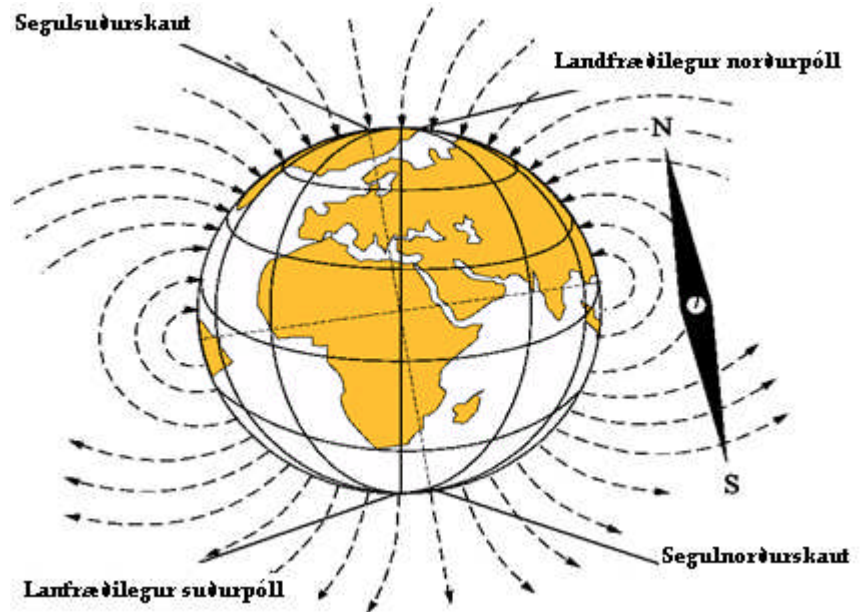 Segulsuðurskaut
Landfræðilegur norðurpóll
N
S
Segulnorðurskaut
Lanfræðilegur suðurpóll